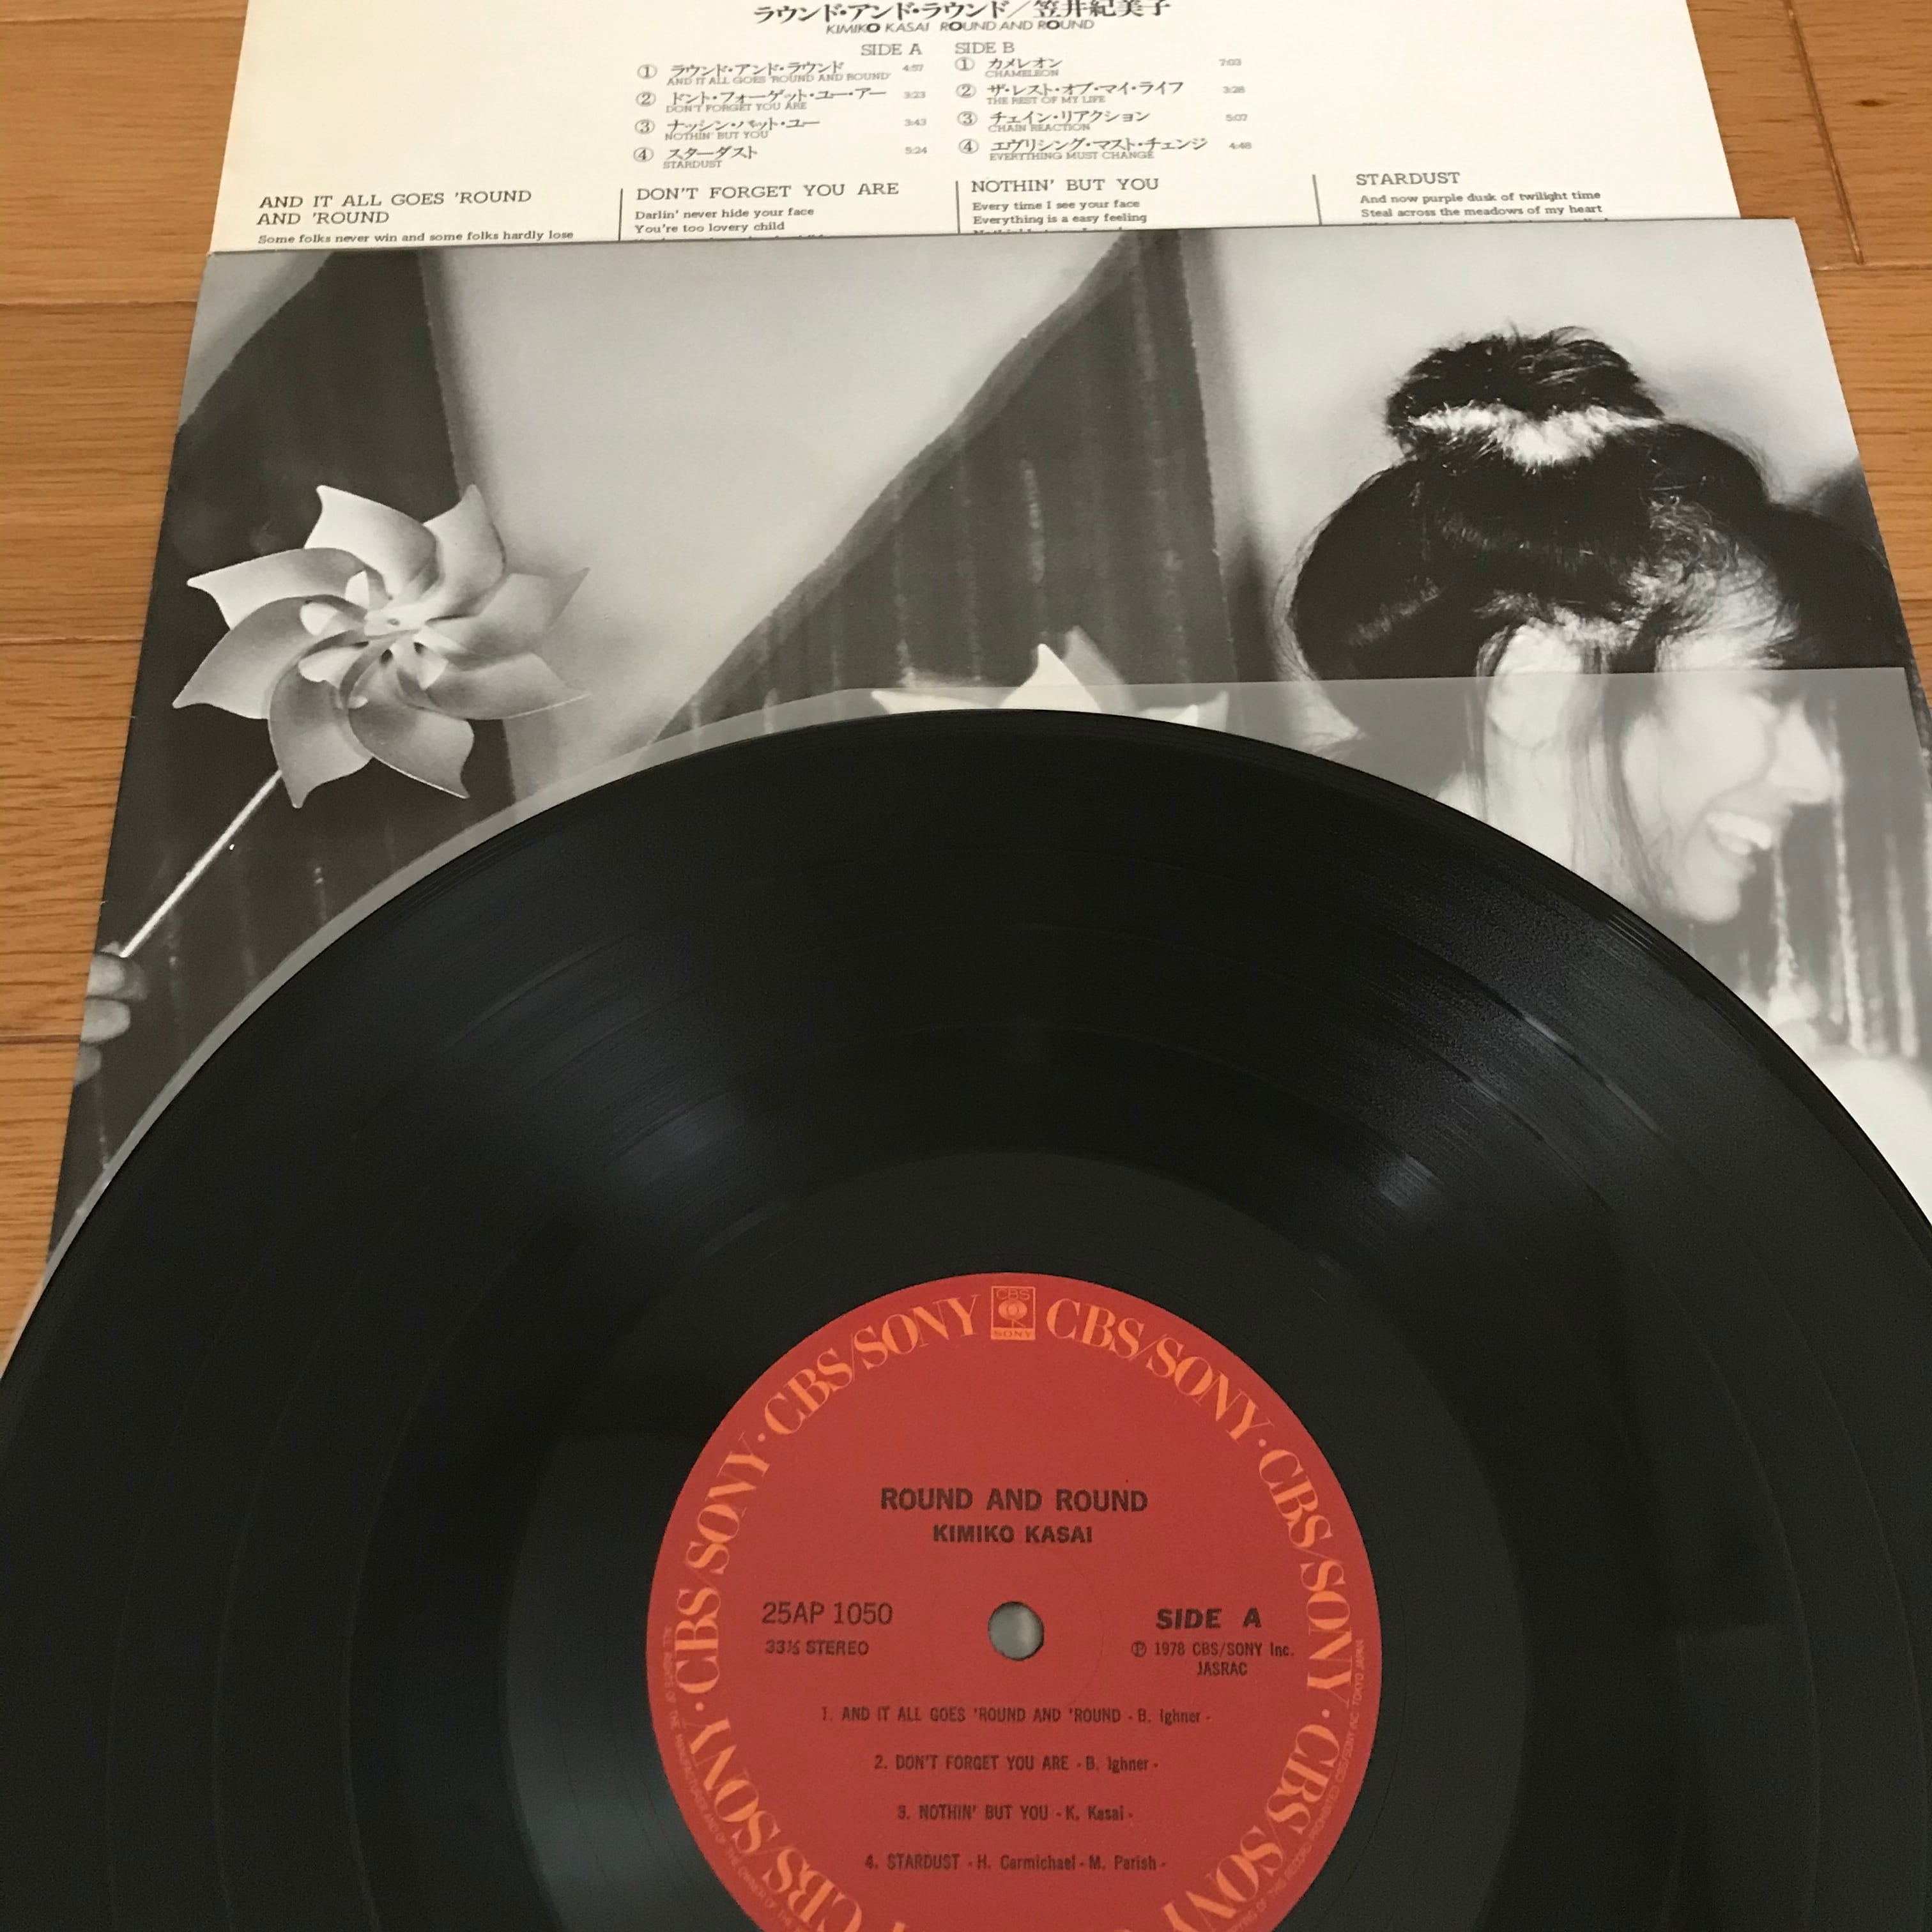 ラウンド・アンド・ラウンド／笠井紀美子
KIMIKO KASAI ROUND AND ROUND
SIDE A
① ラウンド・アンド・ラウンド 4:57
AND IT ALL GOES 'ROUND AND ROUND'
② ドント・フォーゲット・ユー・アー 3:23
DON'T FORGET YOU ARE
③ ナッシン・バット・ユー 3:43
NOTHIN' BUT YOU
④ スターダスト 5:24
STARDUST
SIDE B
① カメレオン 7:03
CHAMELEON
② ザ・レスト・オブ・マイ・ライフ 3:28
THE REST OF MY LIFE
③ チェイン・リアクション 5:07
CHAIN REACTION
④ エヴリシング・マスト・チェンジ 4:48
EVERYTHING MUST CHANGE
AND IT ALL GOES 'ROUND
AND 'ROUND
Some folks never win and some folks hardly lose
DON'T FORGET YOU ARE
Darlin' never hide your face
You're too lovery child
NOTHIN' BUT YOU
Every time I see your face
Everything is a easy feeling
STARDUST
And now purple dusk of twilight time
Steal across the meadows of my heart
CBS
SONY
CBS/SONY · CBS/SONY · CBS/SONY · CBS/SONY · CBS/SONY · CBS/SONY
ROUND AND ROUND
KIMIKO KASAI
25AP 1050
33⅓ STEREO
SIDE A
Ⓟ 1978 CBS/SONY Inc.
JASRAC
1. AND IT ALL GOES 'ROUND AND 'ROUND - B. Ighner -
2. DON'T FORGET YOU ARE - B. Ighner -
3. NOTHIN' BUT YOU - K. Kasai -
4. STARDUST - H. Carmichael - M. Parish -